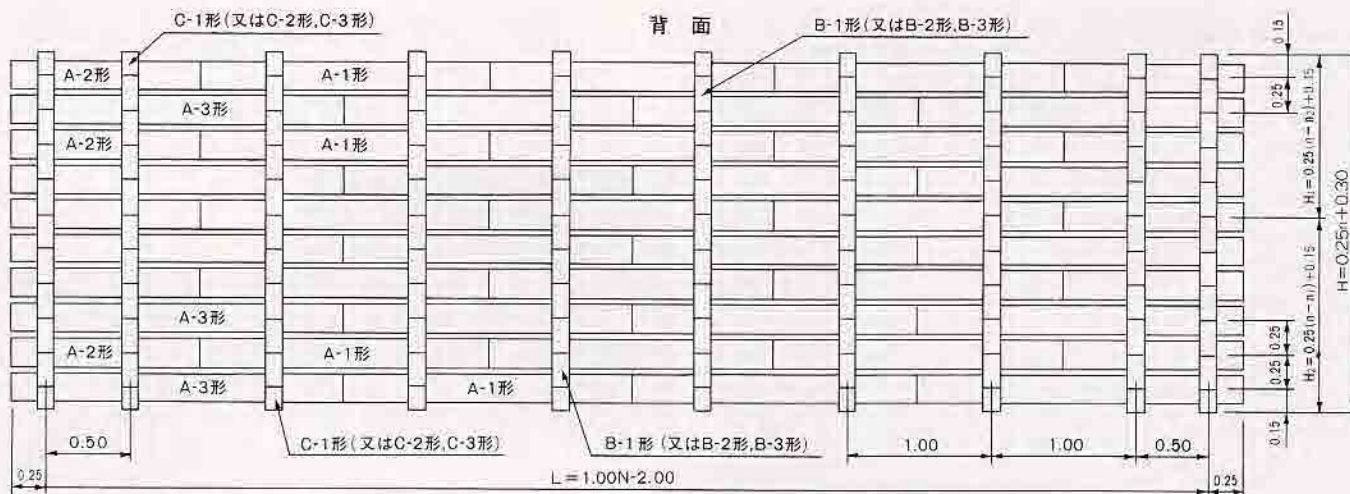 C-1形(又はC-2形,C-3形)
背 面
B-1形(又はB-2形,B-3形)
A-2形
A-1形
A-3形
A-2形
A-1形
A-3形
A-2形
A-1形
A-3形
A-1形
0.15
0.25
H₁=0.25(n-n₂)+0.15
H=0.25n+0.30
H₂=0.25(n-n₁)+0.15
0.25
0.25
0.15
0.50
C-1形(又はC-2形,C-3形)
B-1形 (又はB-2形,B-3形)
1.00
1.00
0.50
0.25
L=1.00N-2.00
0.25